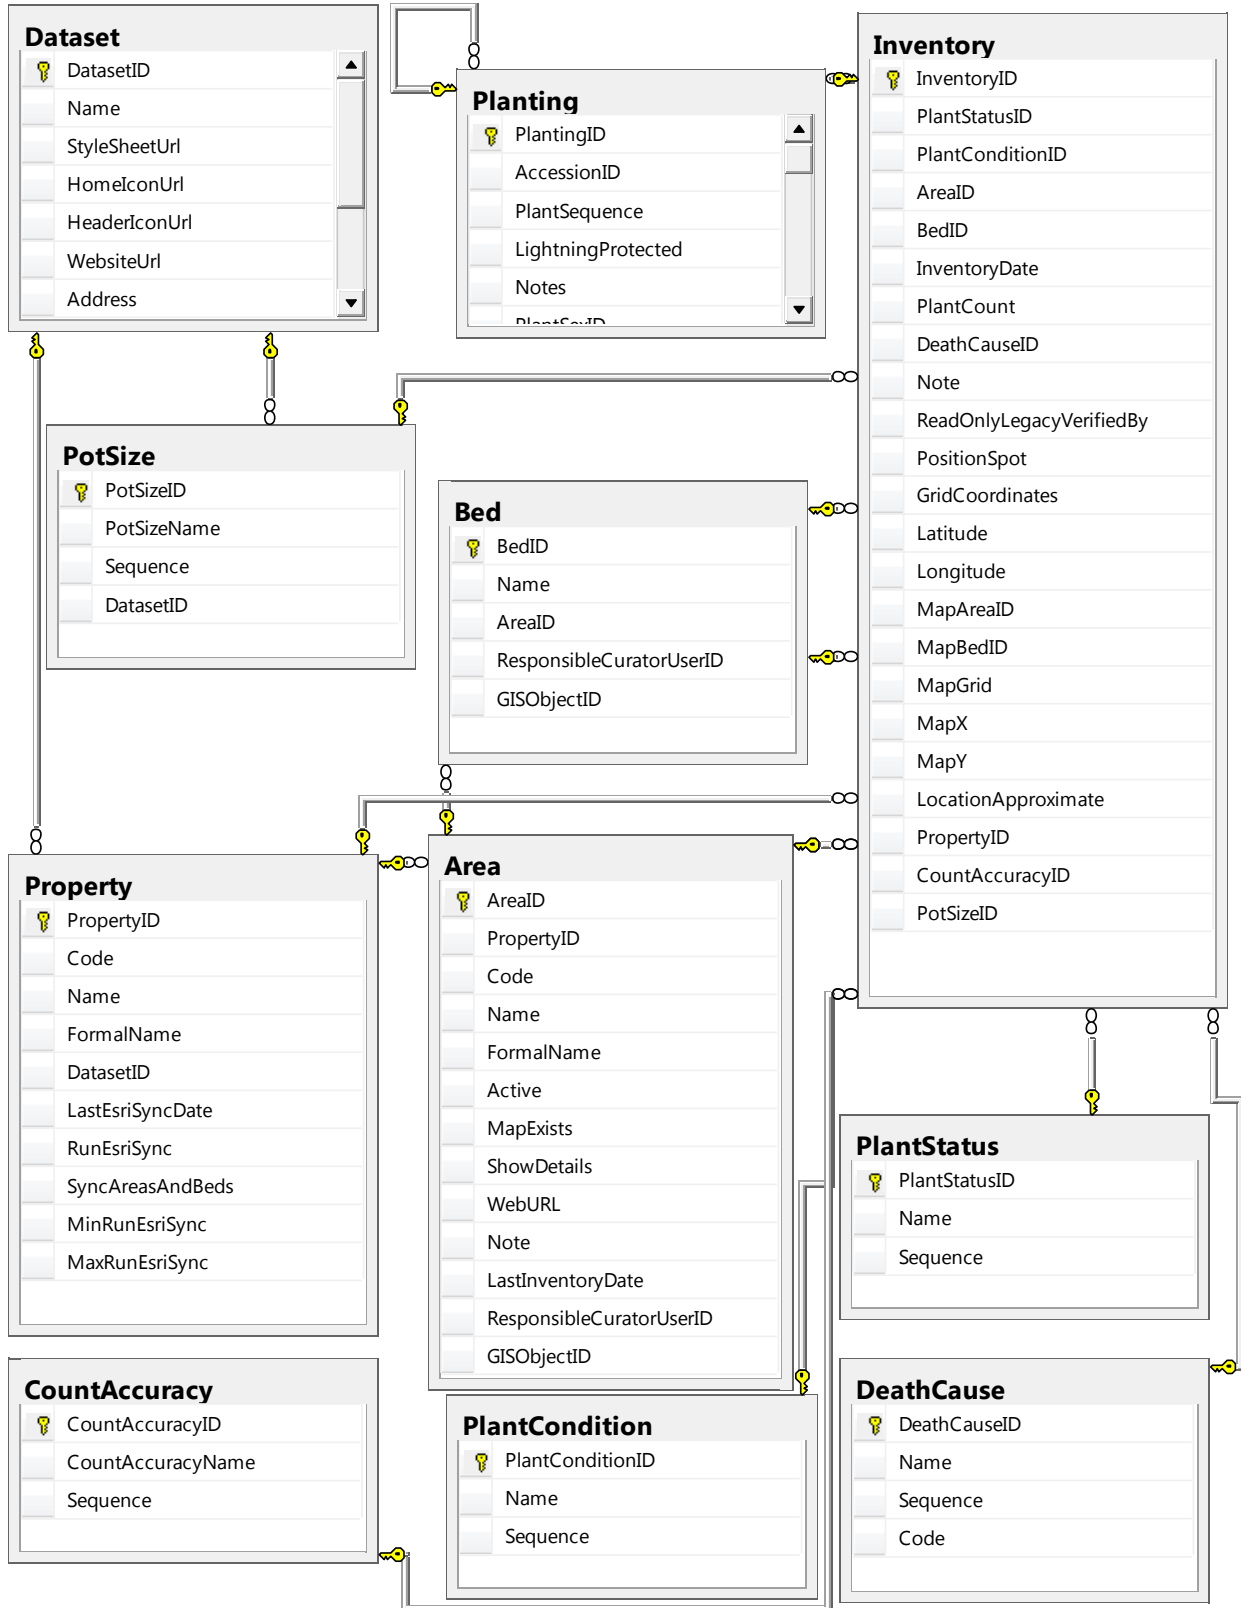 Dataset
DatasetID
Name
StyleSheetUrl
HomeIconUrl
HeaderIconUrl
WebsiteUrl
Address
Planting
PlantingID
AccessionID
PlantSequence
LightningProtected
Notes
PlantSexID
Inventory
InventoryID
PlantStatusID
PlantConditionID
AreaID
BedID
InventoryDate
PlantCount
DeathCauseID
Note
ReadOnlyLegacyVerifiedBy
PositionSpot
GridCoordinates
Latitude
Longitude
MapAreaID
MapBedID
MapGrid
MapX
MapY
LocationApproximate
PropertyID
CountAccuracyID
PotSizeID
PotSize
PotSizeID
PotSizeName
Sequence
DatasetID
Bed
BedID
Name
AreaID
ResponsibleCuratorUserID
GISObjectID
Property
PropertyID
Code
Name
FormalName
DatasetID
LastEsriSyncDate
RunEsriSync
SyncAreasAndBeds
MinRunEsriSync
MaxRunEsriSync
Area
AreaID
PropertyID
Code
Name
FormalName
Active
MapExists
ShowDetails
WebURL
Note
LastInventoryDate
ResponsibleCuratorUserID
GISObjectID
PlantStatus
PlantStatusID
Name
Sequence
CountAccuracy
CountAccuracyID
CountAccuracyName
Sequence
PlantCondition
PlantConditionID
Name
Sequence
DeathCause
DeathCauseID
Name
Sequence
Code